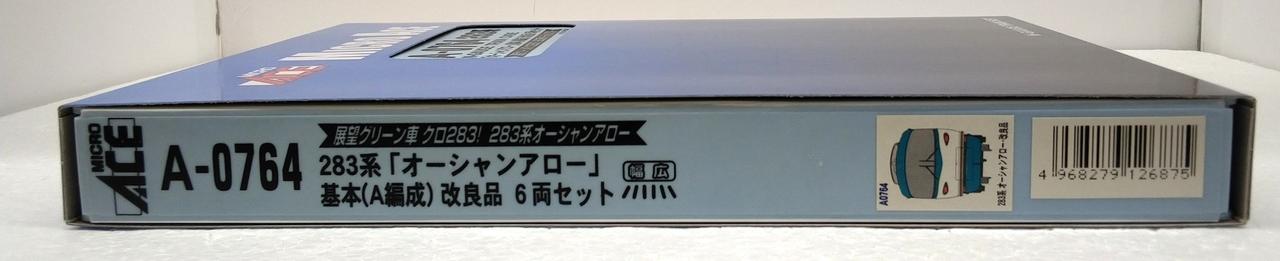 MICRO ACE
A-0764
展望グリーン車 クロ283! 283系オーシャンアロー
283系「オーシャンアロー」
基本(A編成) 改良品 6両セット
幅広
A0764
283系 オーシャンアロー・改良品
4 968279 126875